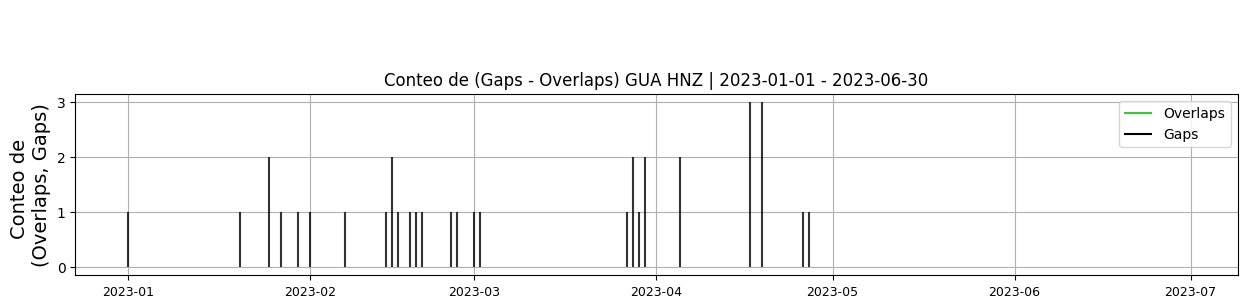 Conteo de (Gaps - Overlaps) GUA HNZ | 2023-01-01 - 2023-06-30
Conteo de
(Overlaps, Gaps)
3
2
1
0
Overlaps
Gaps
2023-01
2023-02
2023-03
2023-04
2023-05
2023-06
2023-07